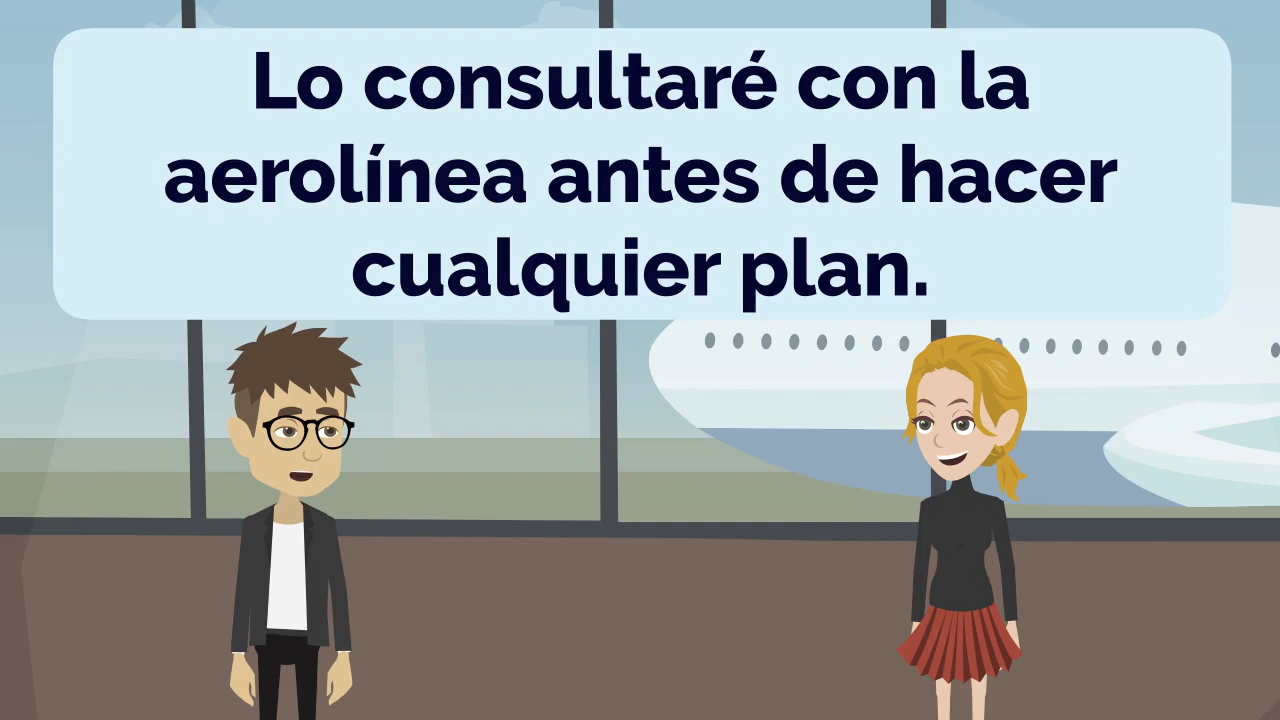 Lo consultaré con la
aerolínea antes de hacer
cualquier plan.